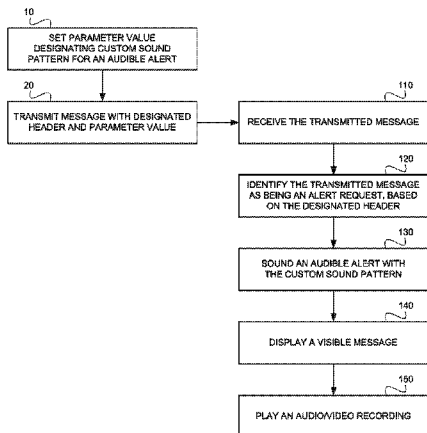 10
SET PARAMETER VALUE
DESIGNATING CUSTOM SOUND
PATTERN FOR AN AUDIBLE ALERT
20
TRANSMIT MESSAGE WITH DESIGNATED
HEADER AND PARAMETER VALUE
110
RECEIVE THE TRANSMITTED MESSAGE
120
IDENTIFY THE TRANSMITTED MESSAGE
AS BEING AN ALERT REQUEST, BASED
ON THE DESIGNATED HEADER
130
SOUND AN AUDIBLE ALERT WITH
THE CUSTOM SOUND PATTERN
140
DISPLAY A VISIBLE MESSAGE
150
PLAY AN AUDIO/VIDEO RECORDING